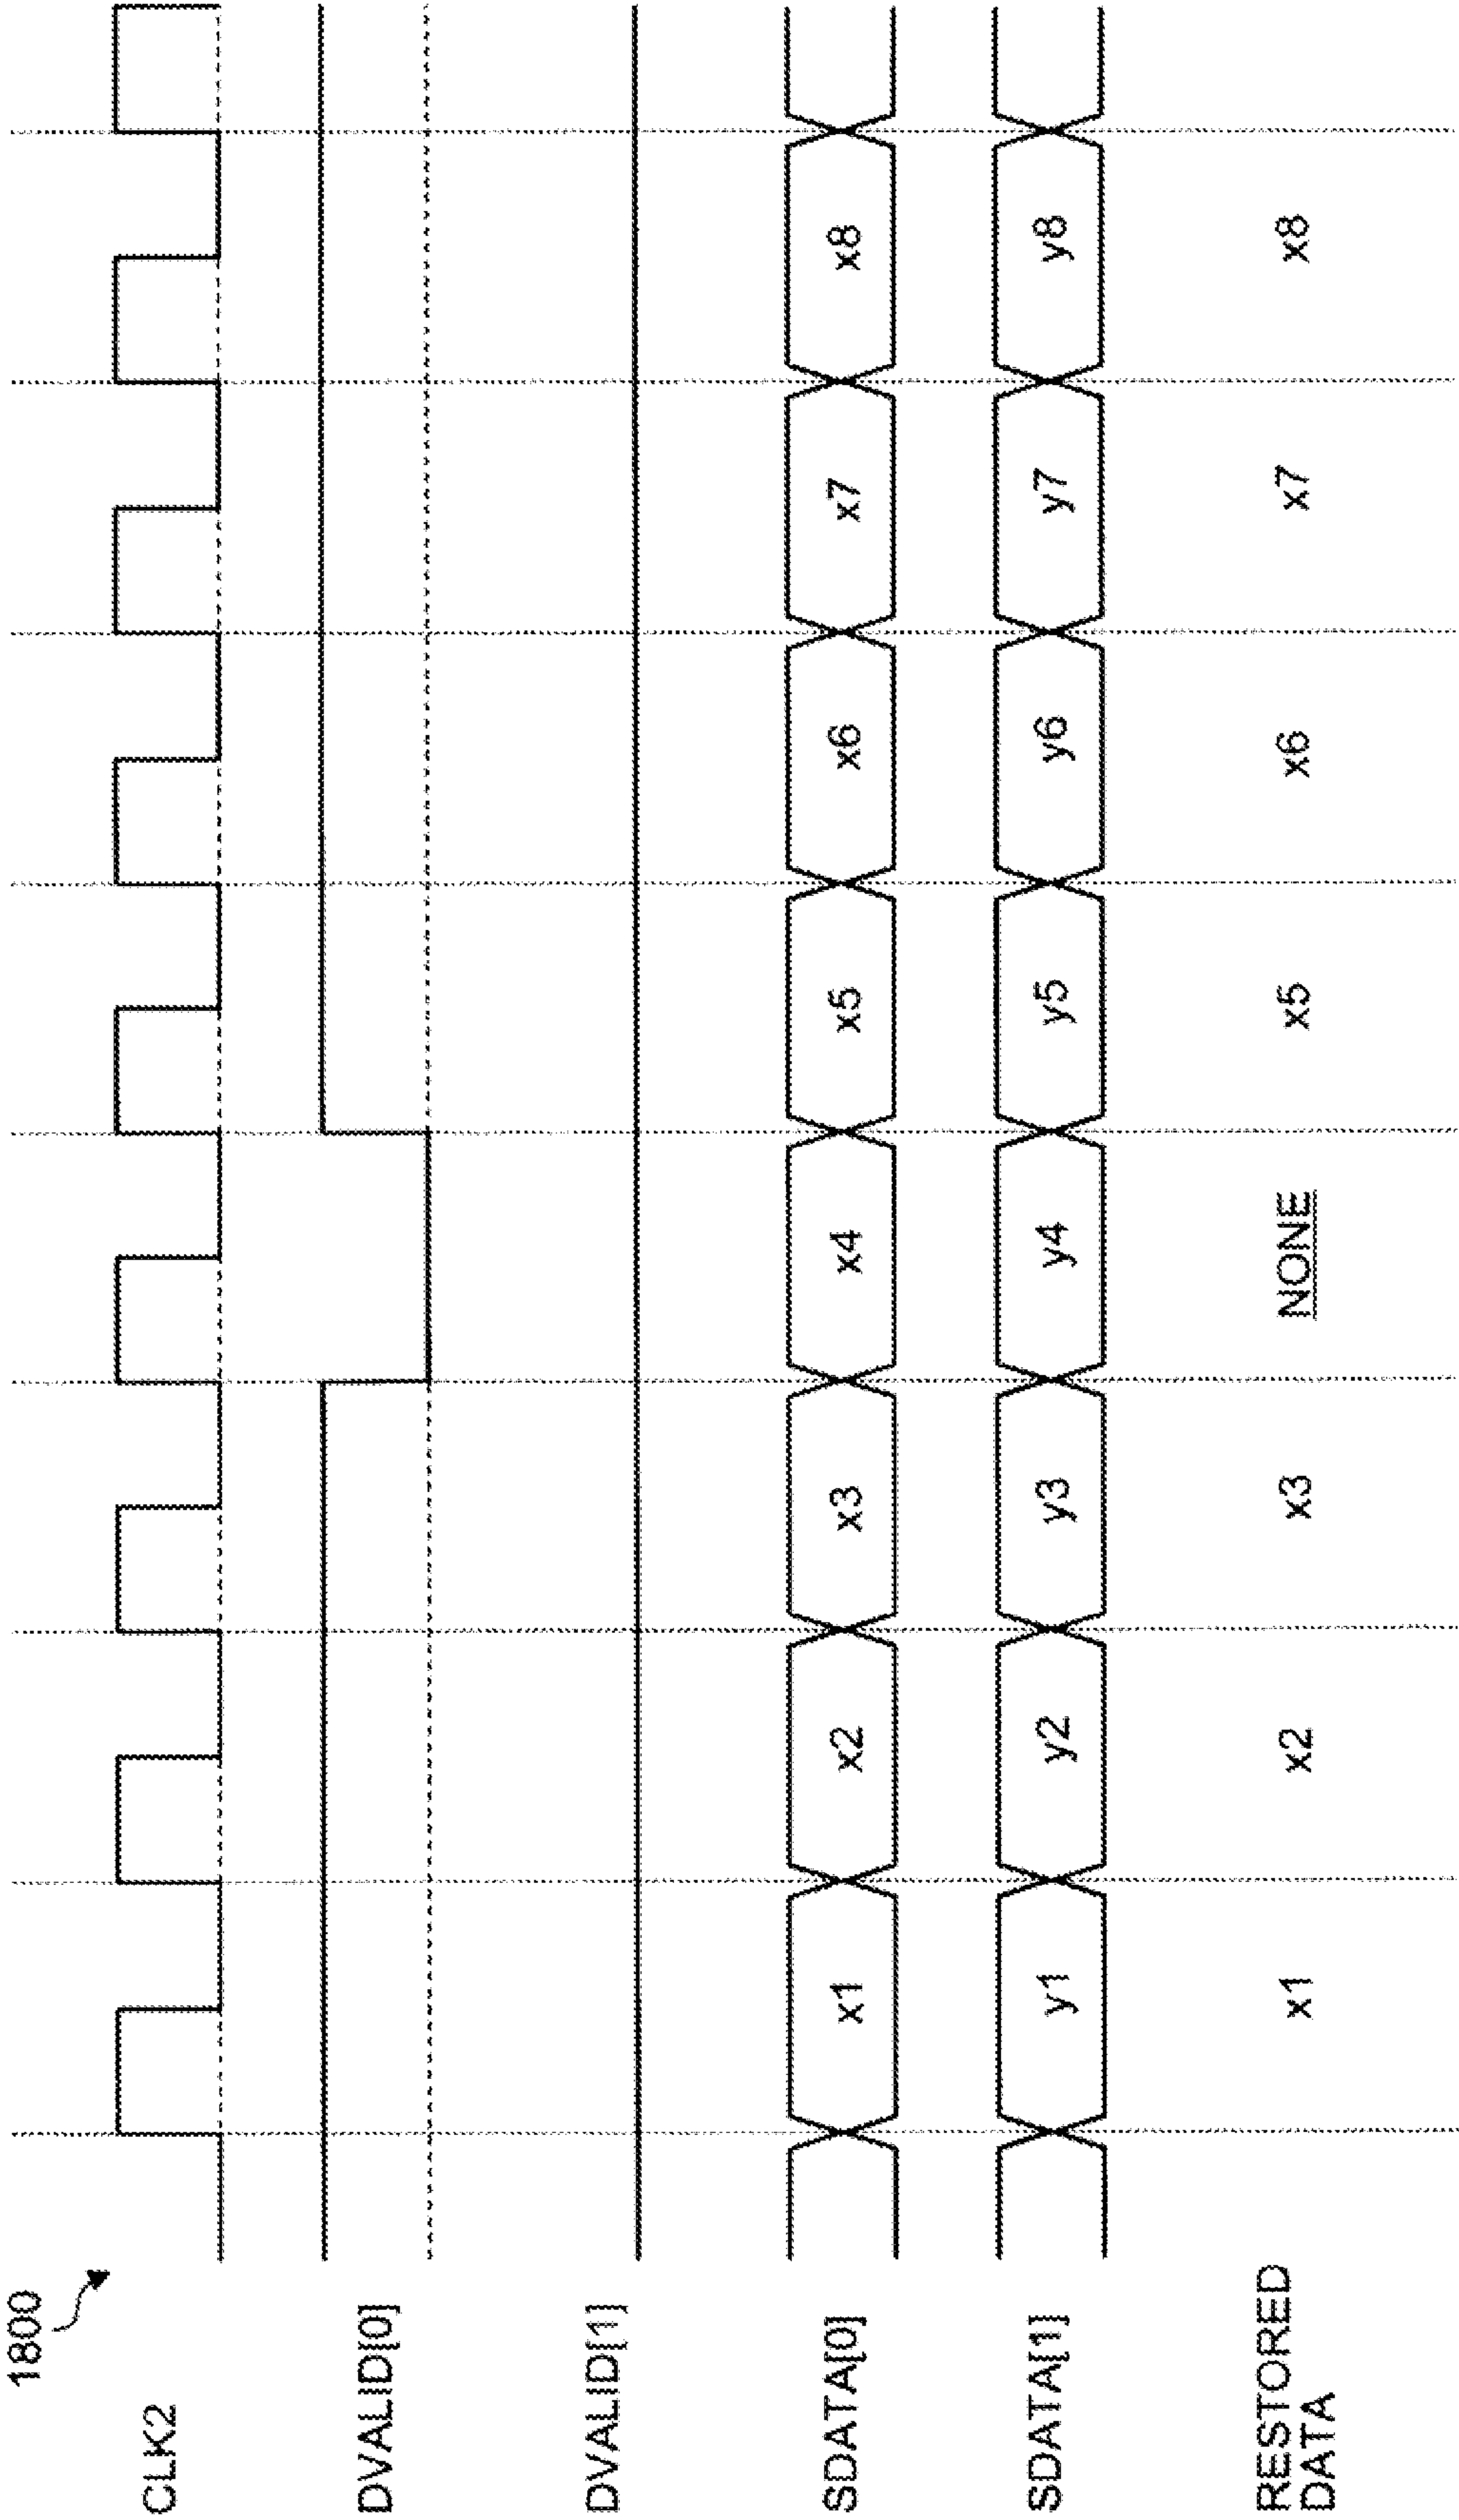 1800
CLK2
DVALID[0]
DVALID[1]
SDATA[0] x1 x2 x3 x4 x5 x6 x7 x8
SDATA[1] y1 y2 y3 y4 y5 y6 y7 y8
RESTORED
DATA
x1 x2 x3 NONE x5 x6 x7 x8